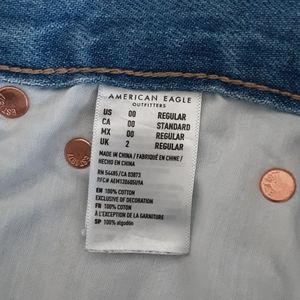 AMERICAN EAGLE
OUTFITTERS
US 00 REGULAR
CA 00 STANDARD
MX 00 REGULAR
UK 2 REGULAR
MADE IN CHINA / FABRIQUÉ EN CHINE /
HECHO EN CHINA
RN 54485/CA 03873
RFC# AEM120605U9A
EN 100% COTTON
EXCLUSIVE OF DECORATION
FR 100% COTON
À L'EXCEPTION DE LA GARNITURE
SP 100% algodón